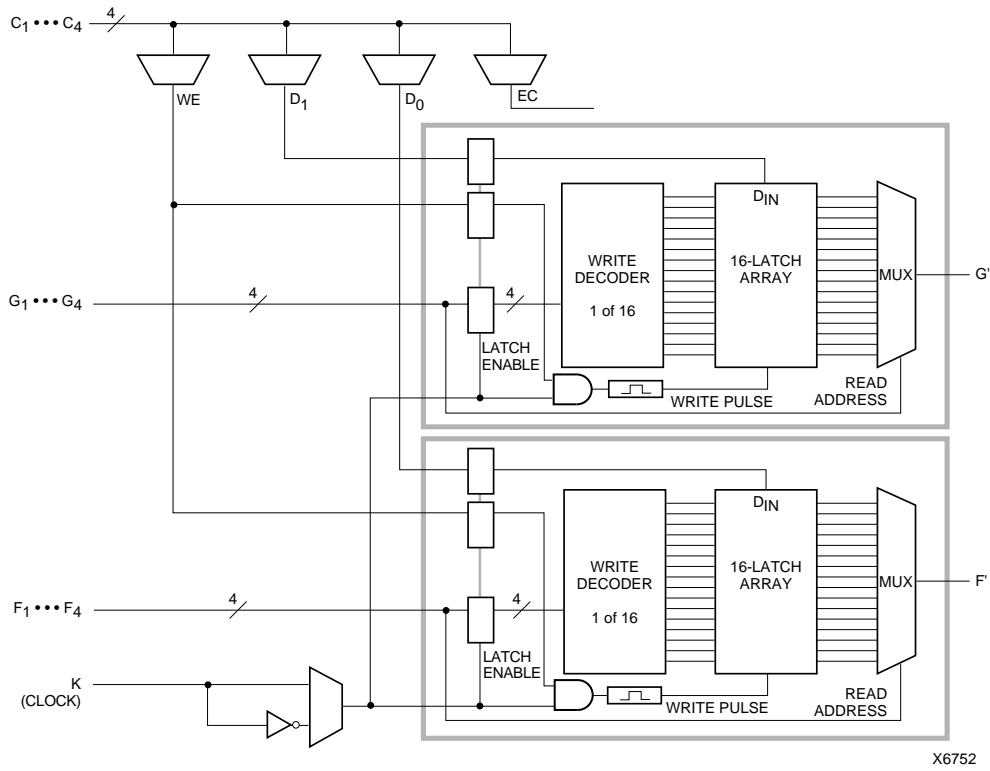 C1 ••• C4
4
WE
D1
D0
EC
DIN
WRITE
DECODER
1 of 16
16-LATCH
ARRAY
MUX
G'
G1 ••• G4
4
4
LATCH
ENABLE
WRITE PULSE
READ
ADDRESS
DIN
WRITE
DECODER
1 of 16
16-LATCH
ARRAY
MUX
F'
F1 ••• F4
4
4
LATCH
ENABLE
K
(CLOCK)
WRITE PULSE
READ
ADDRESS
X6752